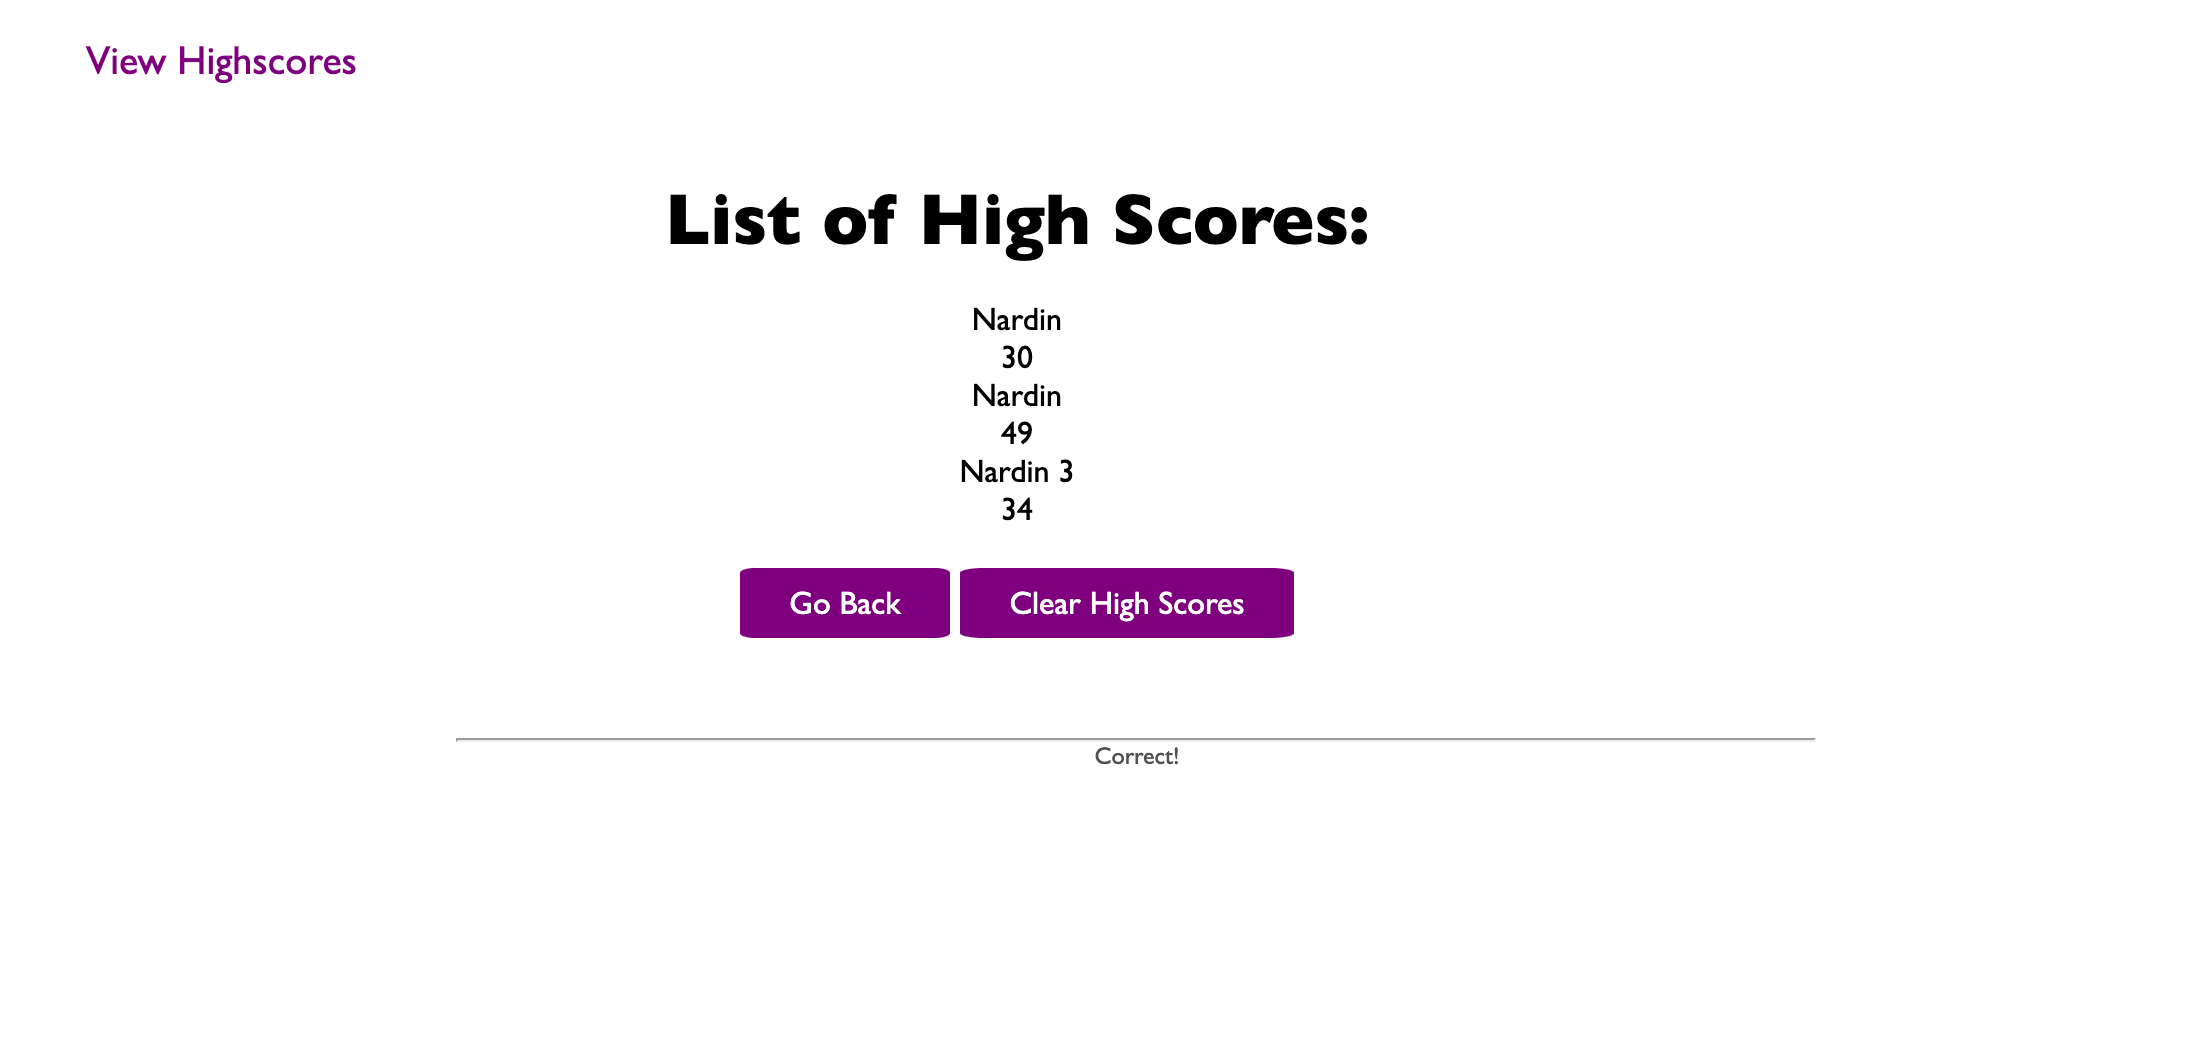 View Highscores
List of High Scores:
Nardin
30
Nardin
49
Nardin 3
34
Go Back
Clear High Scores
Correct!